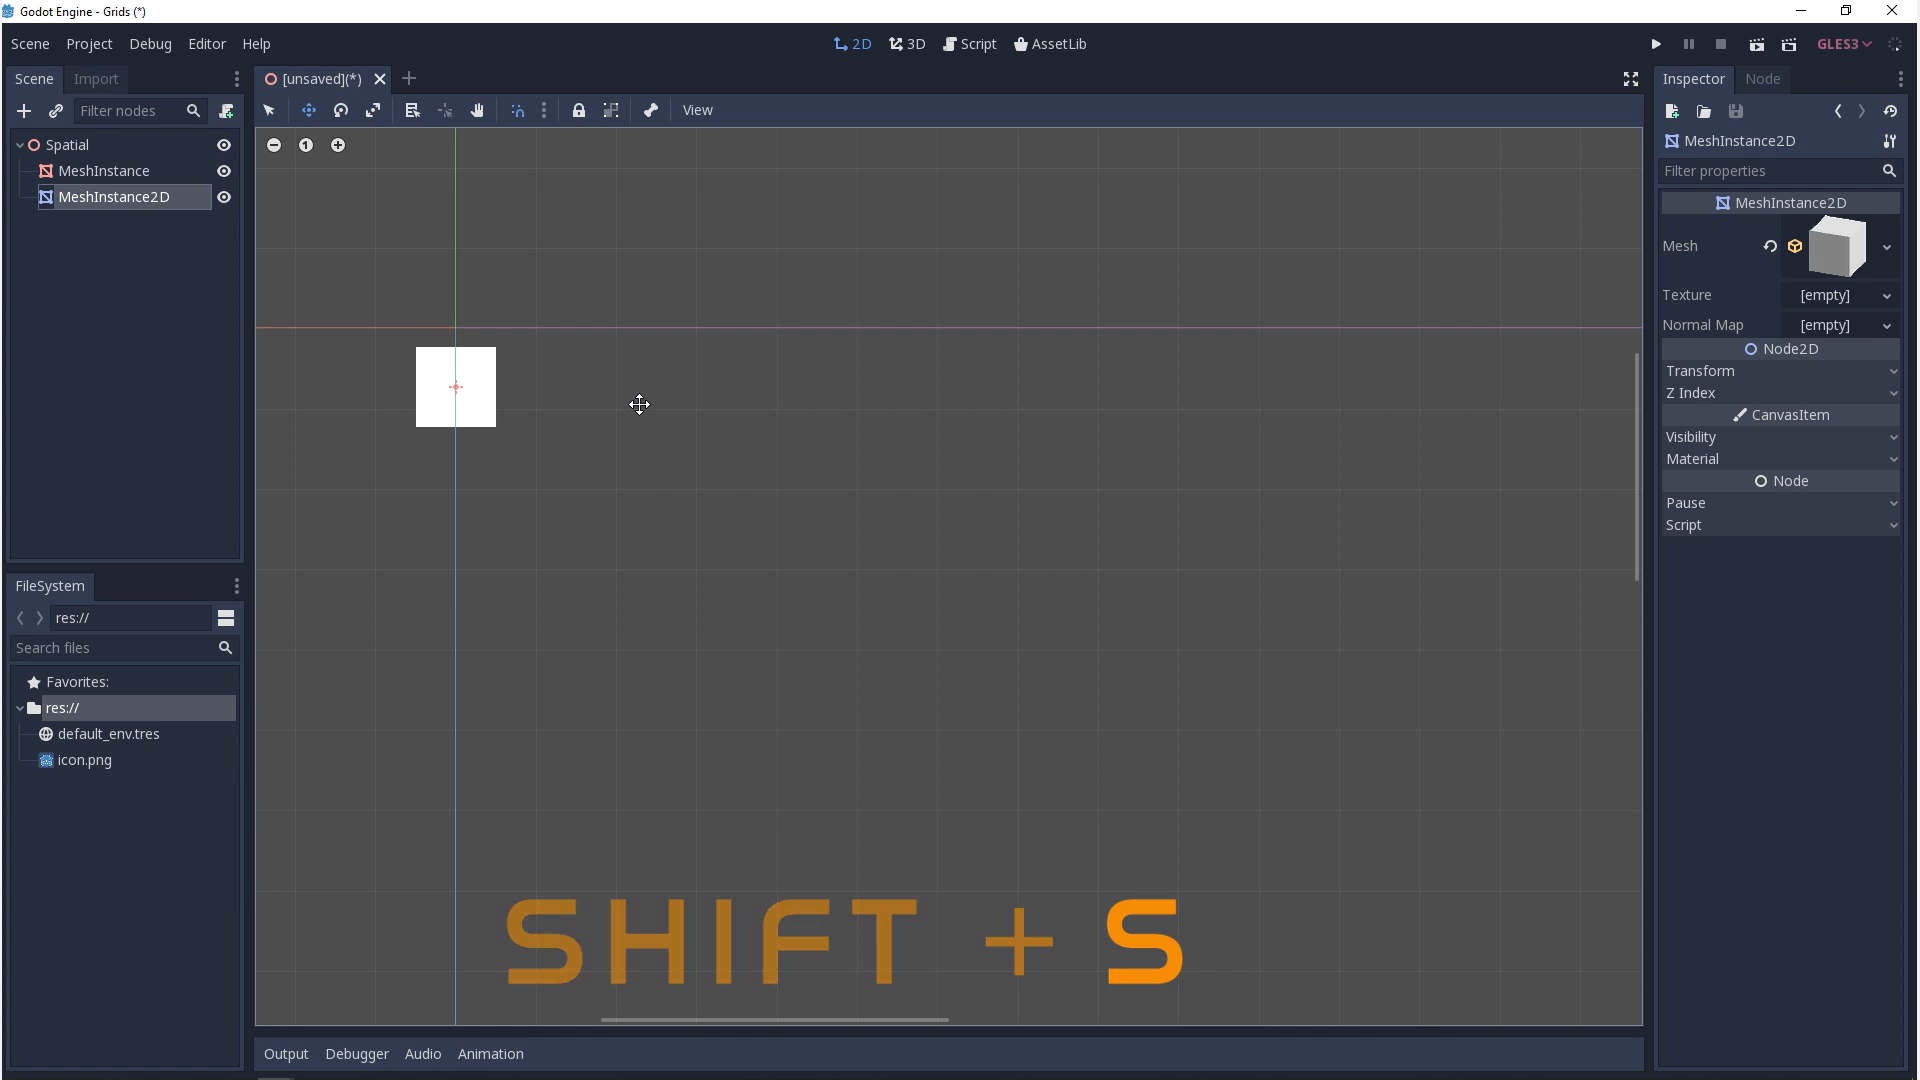 Godot Engine - Grids (*)
Scene Project Debug Editor Help
2D 3D Script AssetLib
GLES3
Scene Import
[unsaved](*)
Inspector Node
Filter nodes
View
MeshInstance2D
Filter properties
Spatial
MeshInstance
MeshInstance2D
1
MeshInstance2D
Mesh
Texture [empty]
Normal Map [empty]
Node2D
Transform
Z Index
CanvasItem
Visibility
Material
Node
Pause
Script
FileSystem
res://
Search files
Favorites:
res://
default_env.tres
icon.png
SHIFT + S
Output Debugger Audio Animation